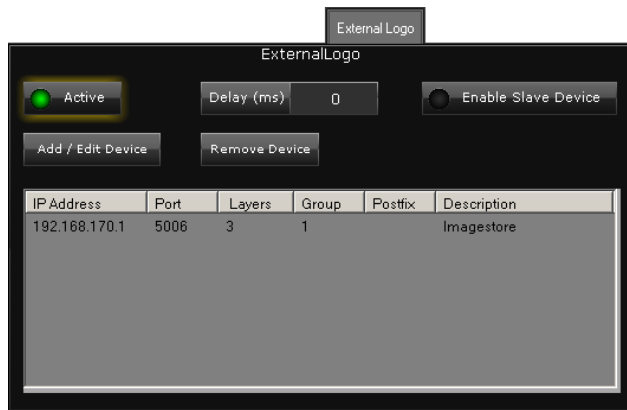 External Logo
ExternalLogo
Active
Delay (ms)
0
Enable Slave Device
Add / Edit Device
Remove Device
IP Address Port Layers Group Postfix Description
192.168.170.1 5006 3 1 Imagestore